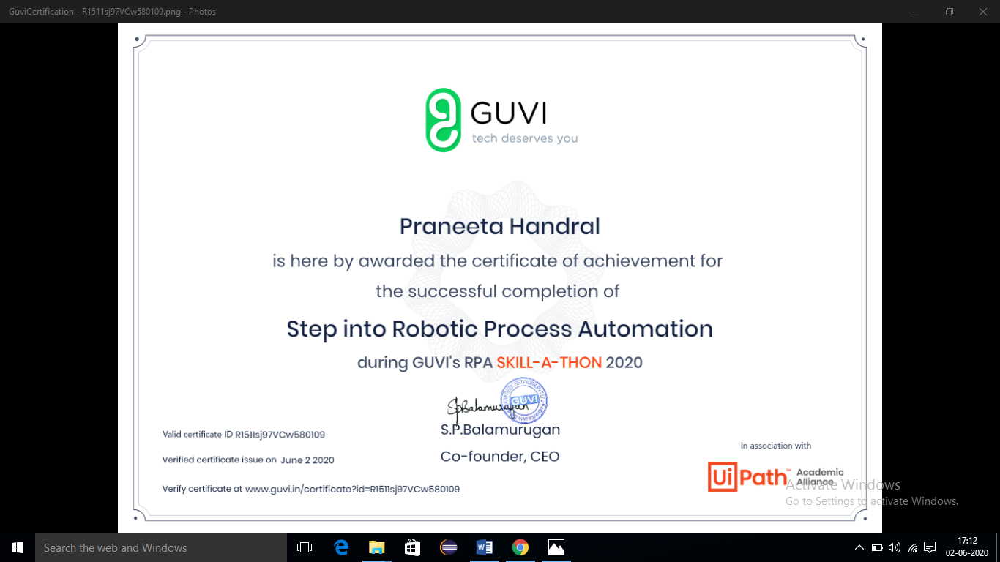 GuviCertification - R1511sj97VCw580109.png - Photos
GUVI
tech deserves you
Praneeta Handral
is here by awarded the certificate of achievement for
the successful completion of
Step into Robotic Process Automation
during GUVI's RPA SKILL-A-THON 2020
SpBalamurugan
GUVI
S.P.Balamurugan
Co-founder, CEO
Valid certificate ID R1511sj97VCw580109
Verified certificate issue on June 2 2020
Verify certificate at www.guvi.in/certificate?id=R1511sj97VCw580109
In association with
UiPath™ Academic
Alliance
Activate Windows
Go to Settings to activate Windows.
Search the web and Windows
17:12
02-06-2020